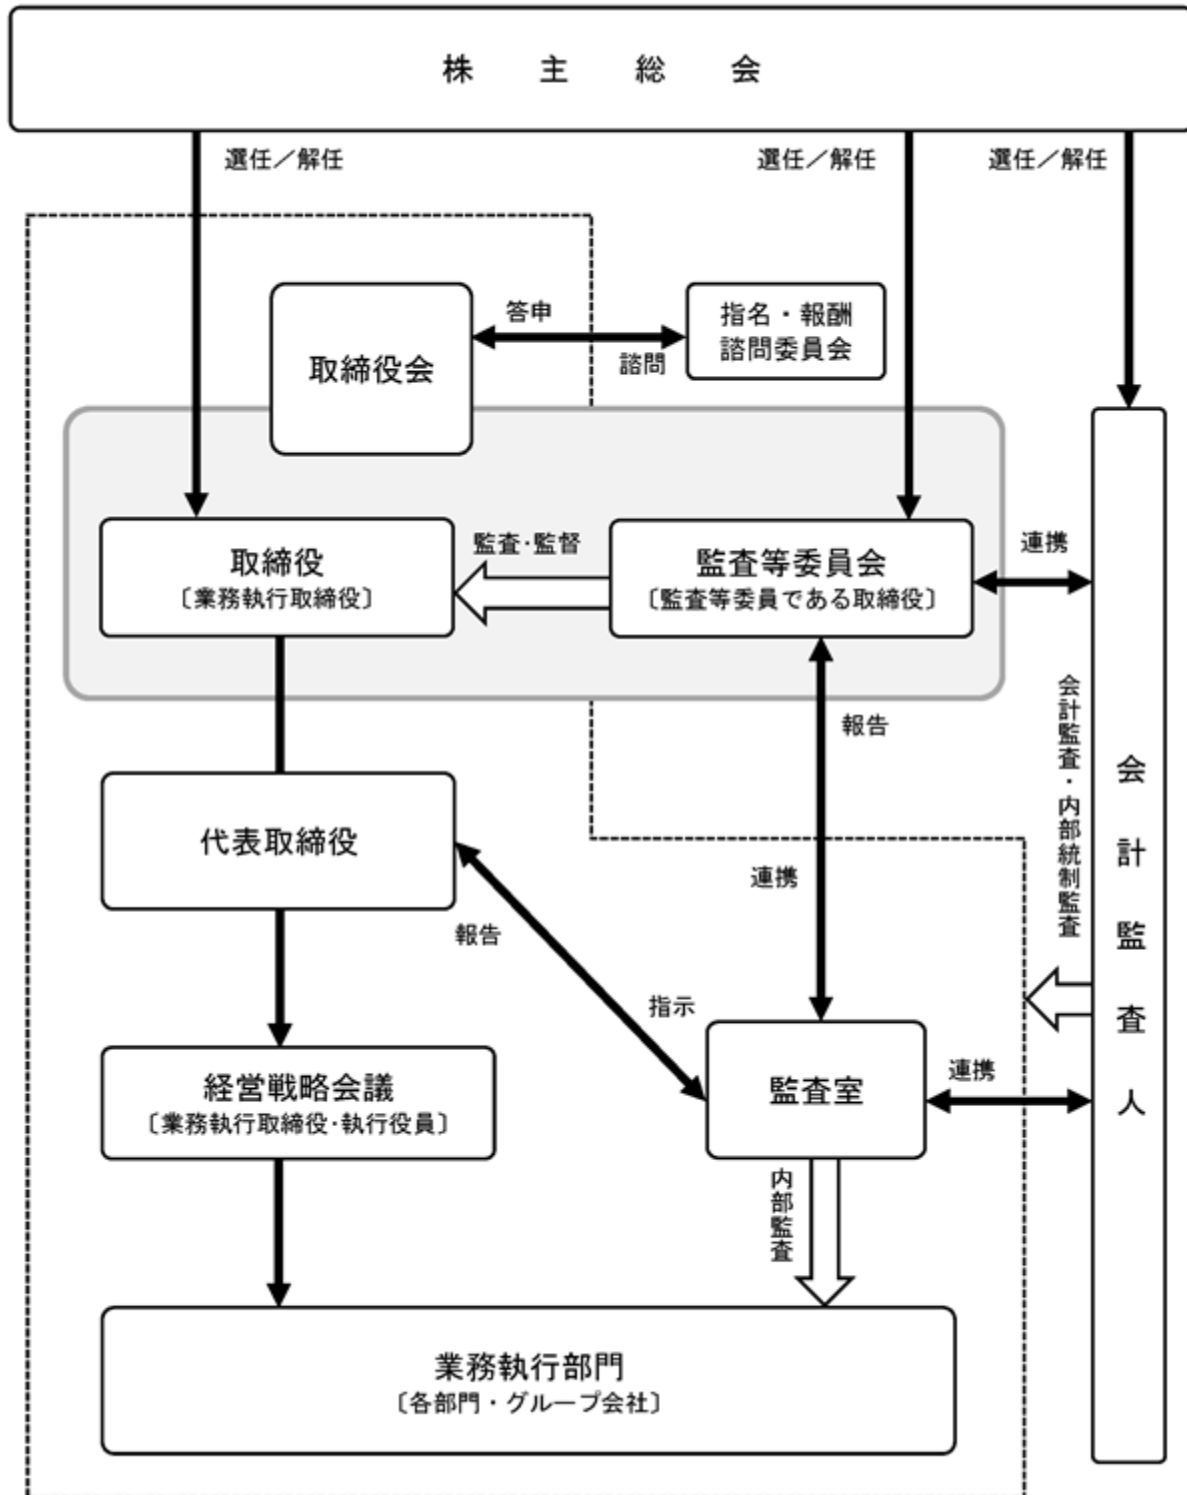 株主総会
選任／解任
選任／解任
選任／解任
取締役会
答申
諮問
指名・報酬
諮問委員会
取締役
〔業務執行取締役〕
監査･監督
監査等委員会
〔監査等委員である取締役〕
連携
報告
連携
会計監査・内部統制監査
会計監査人
代表取締役
報告
指示
経営戦略会議
〔業務執行取締役･執行役員〕
監査室
連携
内部監査
業務執行部門
〔各部門・グループ会社〕